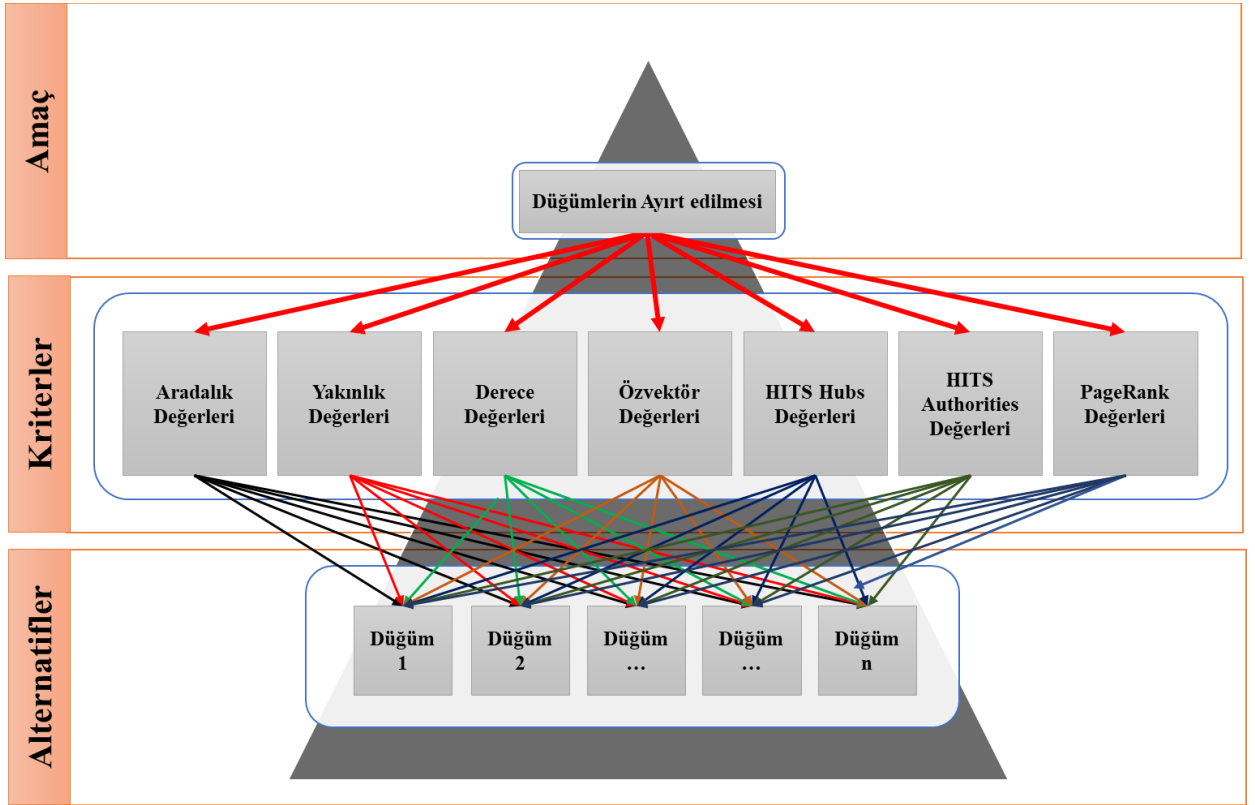 Amaç
Düğümlerin Ayırt edilmesi
Kriterler
Aradalık
Değerleri
Yakınlık
Değerleri
Derece
Değerleri
Özvektör
Değerleri
HITS Hubs
Değerleri
HITS
Authorities
Değerleri
PageRank
Değerleri
Alternatifler
Düğüm
1
Düğüm
2
Düğüm
…
Düğüm
…
Düğüm
n